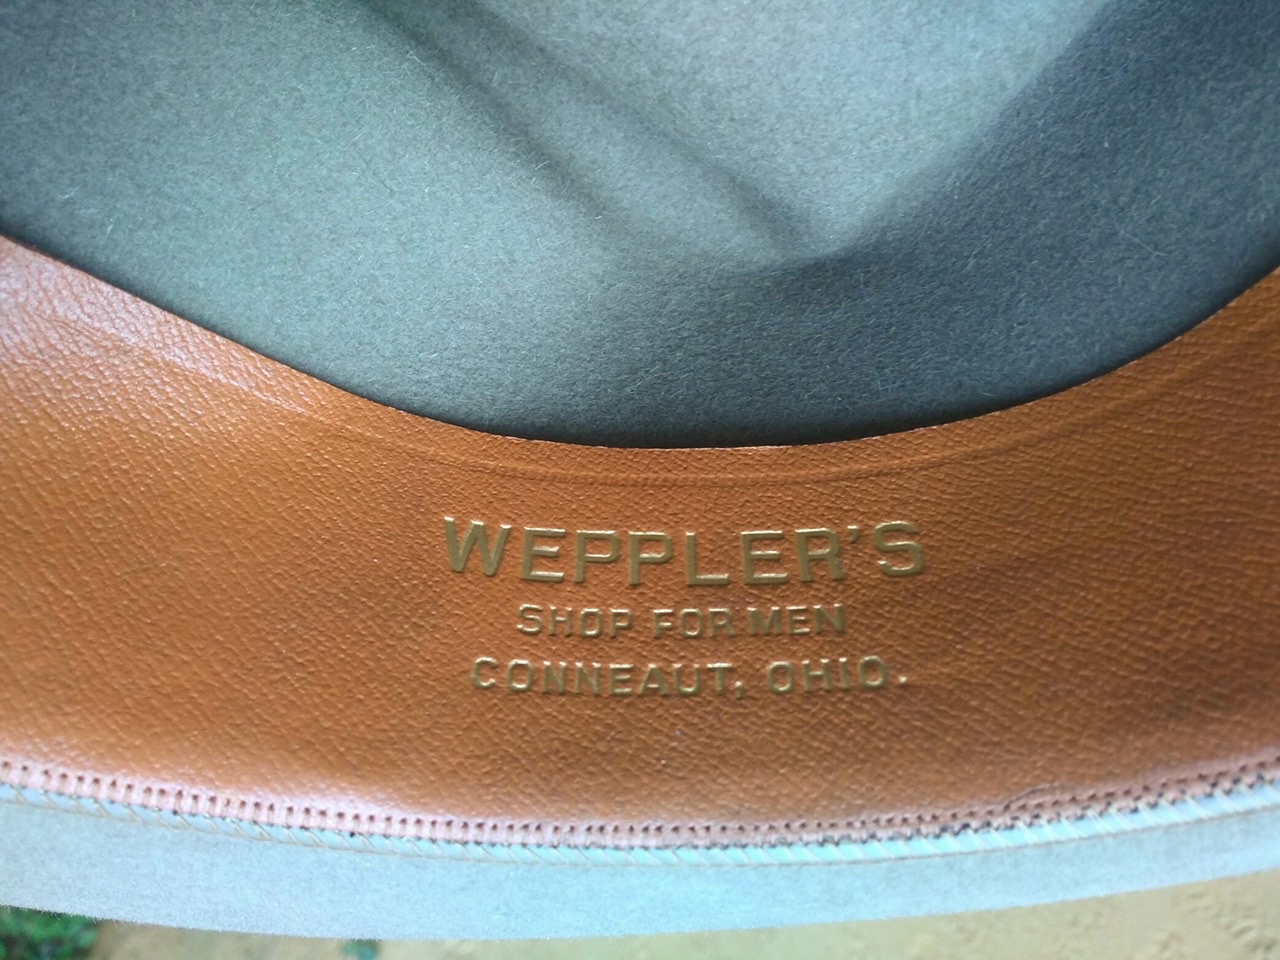 WEPPLER'S
SHOP FOR MEN
CONNEAUT, OHIO.